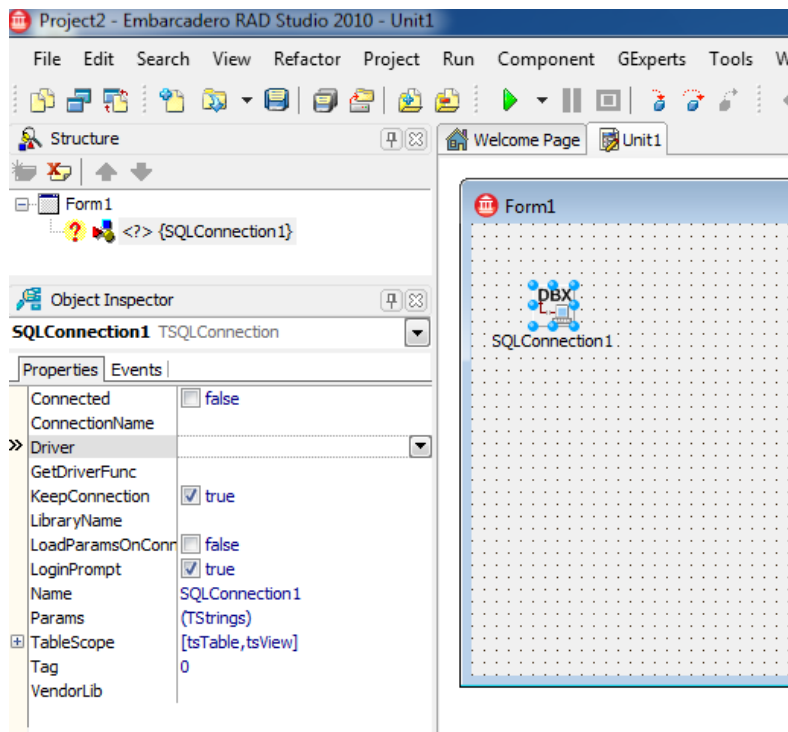 Project2 - Embarcadero RAD Studio 2010 - Unit1
File Edit Search View Refactor Project Run Component GExperts Tools
Structure
Welcome Page Unit1
Form1
<?> {SQLConnection1}
Form1
DBX
SQLConnection1
Object Inspector
SQLConnection1 TSQLConnection
Properties Events
Connected false
ConnectionName
Driver
GetDriverFunc
KeepConnection true
LibraryName
LoadParamsOnConn false
LoginPrompt true
Name SQLConnection1
Params (TStrings)
TableScope [tsTable,tsView]
Tag 0
VendorLib